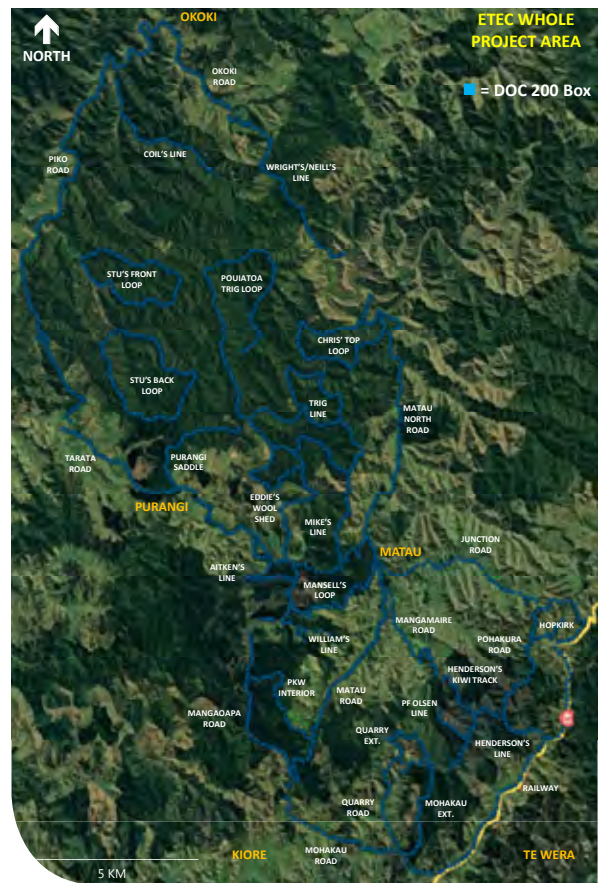 OKOKI
ETEC WHOLE
PROJECT AREA
NORTH
= DOC 200 Box
OKOKI
ROAD
COIL'S LINE
PIKO
ROAD
WRIGHT'S/NEILL'S
LINE
STU'S FRONT
LOOP
POUIATOA
TRIG LOOP
CHRIS' TOP
LOOP
STU'S BACK
LOOP
TRIG
LINE
MATAU
NORTH
ROAD
TARATA
ROAD
PURANGI
SADDLE
PURANGI
EDDIE'S
WOOL
SHED
MIKE'S
LINE
JUNCTION
ROAD
MATAU
AITKEN'S
LINE
MANSELL'S
LOOP
MANGAMAIRE
ROAD
HOPKIRK
POHAKURA
ROAD
WILLIAM'S
LINE
HENDERSON'S
KIWI TRACK
PKW
INTERIOR
MATAU
ROAD
PF OLSEN
LINE
MANGAOAPA
ROAD
QUARRY
EXT.
HENDERSON'S
LINE
RAILWAY
QUARRY
ROAD
MOHAKAU
EXT.
KIORE
MOHAKAU
ROAD
TE WERA
5 KM